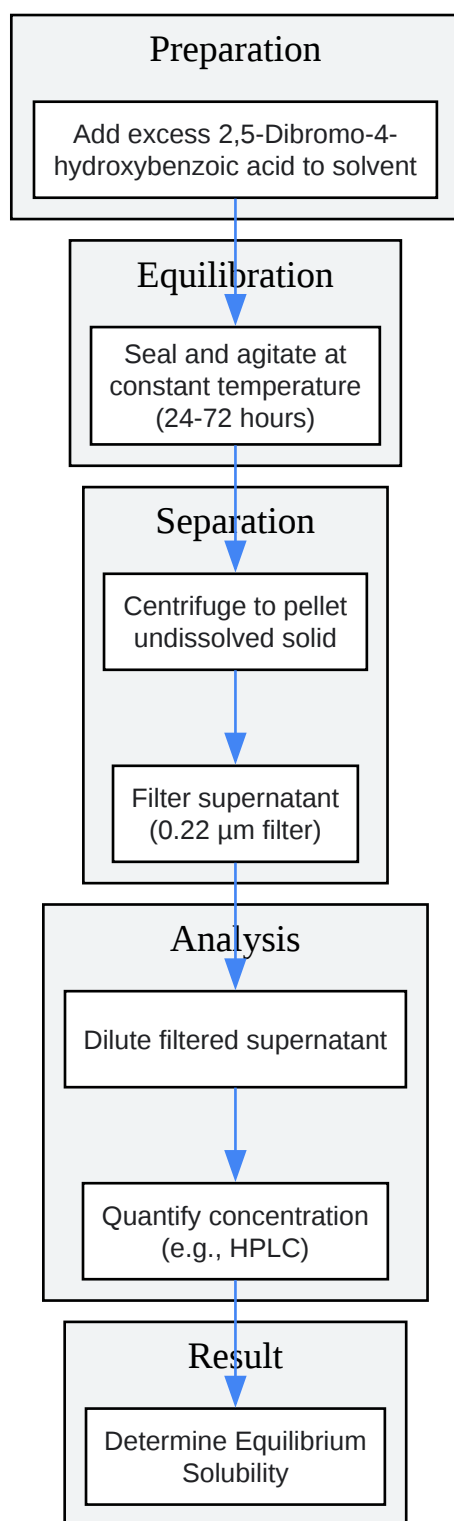 Preparation
Add excess 2,5-Dibromo-4-
hydroxybenzoic acid to solvent
Equilibration
Seal and agitate at
constant temperature
(24-72 hours)
Separation
Centrifuge to pellet
undissolved solid
Filter supernatant
(0.22 µm filter)
Analysis
Dilute filtered supernatant
Quantify concentration
(e.g., HPLC)
Result
Determine Equilibrium
Solubility